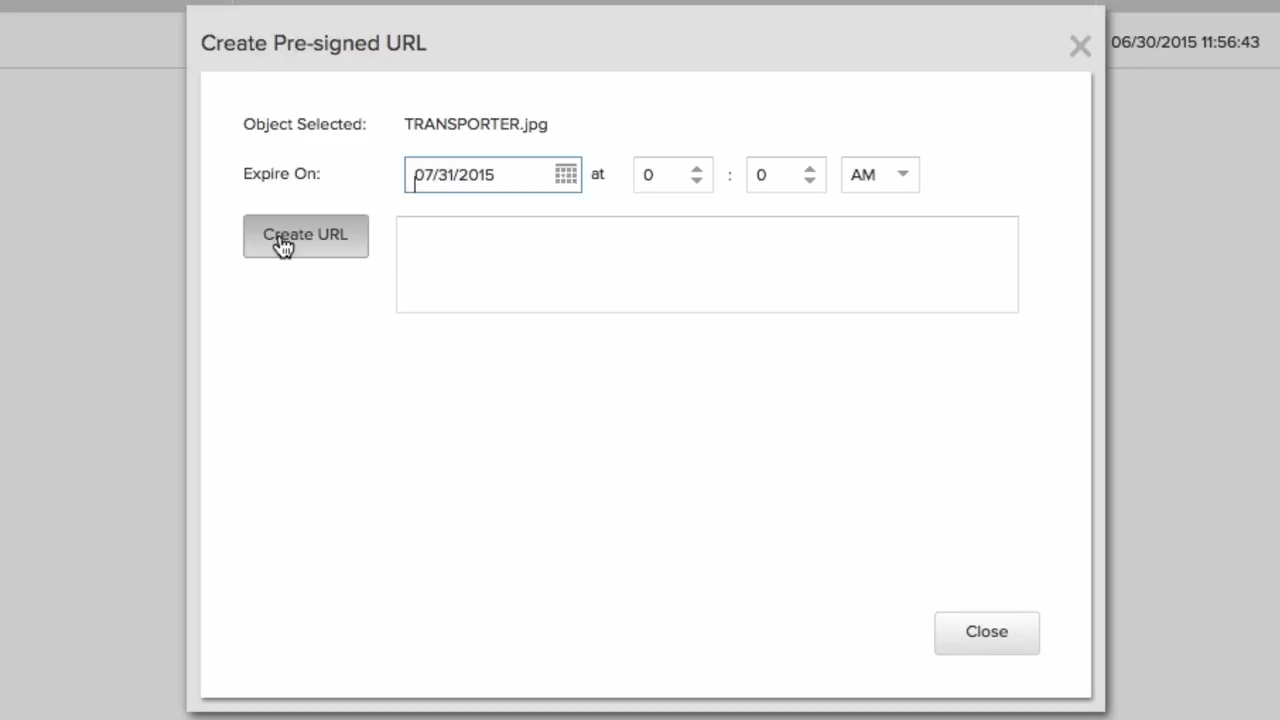 Create Pre-signed URL
06/30/2015 11:56:43
Object Selected: TRANSPORTER.jpg
Expire On: 07/31/2015 at 0 : 0 AM
Create URL
Close